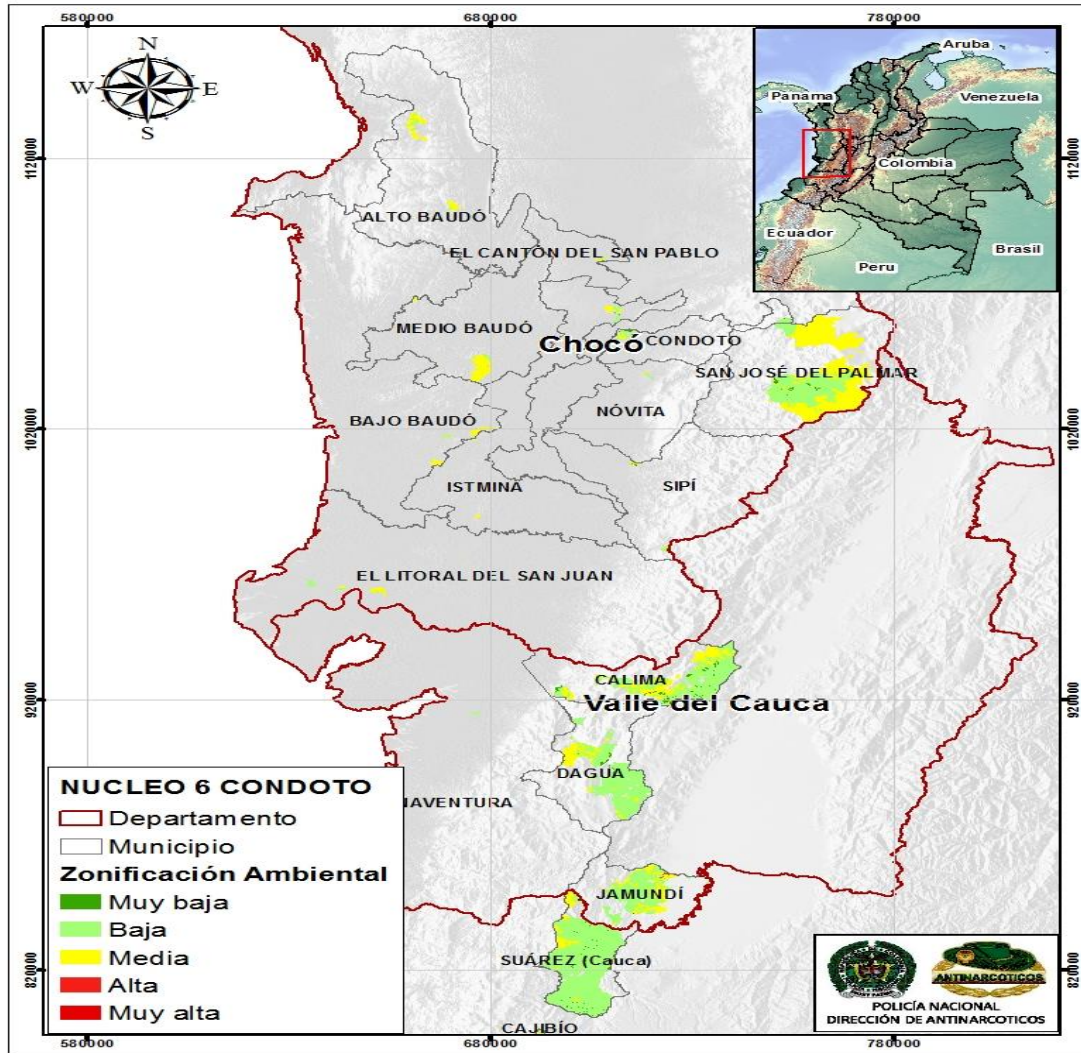 580000
680000
780000
N
W
E
S
Aruba
Panama
Venezuela
Colombia
Ecuador
Brasil
Peru
1120000
1120000
ALTO BAUDÓ
EL CANTÓN DEL SAN PABLO
MEDIO BAUDÓ
Chocó
CONDOTO
SAN JOSÉ DEL PALMAR
NÓVITA
BAJO BAUDÓ
1020000
1020000
ISTMINA
SIPÍ
EL LITORAL DEL SAN JUAN
CALIMA
920000
Valle del Cauca
920000
DAGUA
NAVENTURA
NUCLEO 6 CONDOTO
Departamento
Municipio
Zonificación Ambiental
Muy baja
Baja
Media
Alta
Muy alta
JAMUNDÍ
SUÁREZ (Cauca)
820000
820000
CAJIBÍO
ANTINARCOTICOS
POLICÍA NACIONAL
DIRECCIÓN DE ANTINARCOTICOS
580000
680000
780000